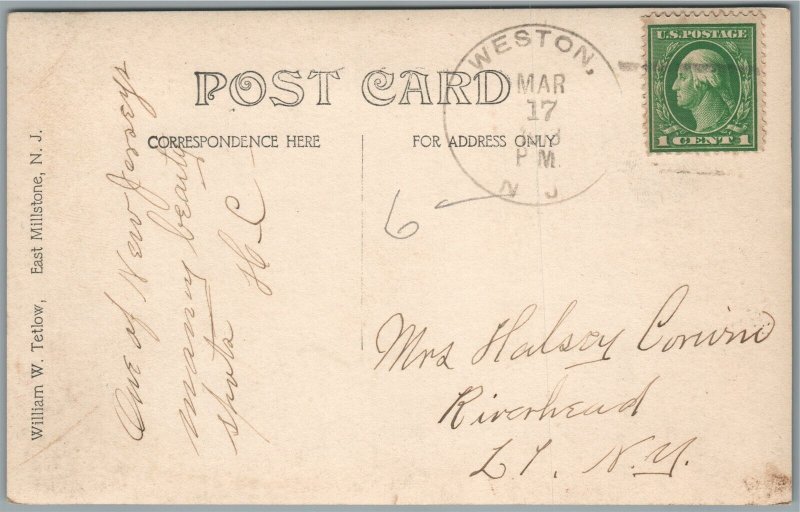 POST CARD
CORRESPONDENCE HERE
FOR ADDRESS ONLY
WESTON,
MAR
17
P.M.
N J
U.S. POSTAGE
1 CENT 1
William W. Tetlow, East Millstone, N. J.
One of New Jerseys
many beauty
spots H. C
6
Mrs Halsey Corwin
Riverhead
L I. N.Y.